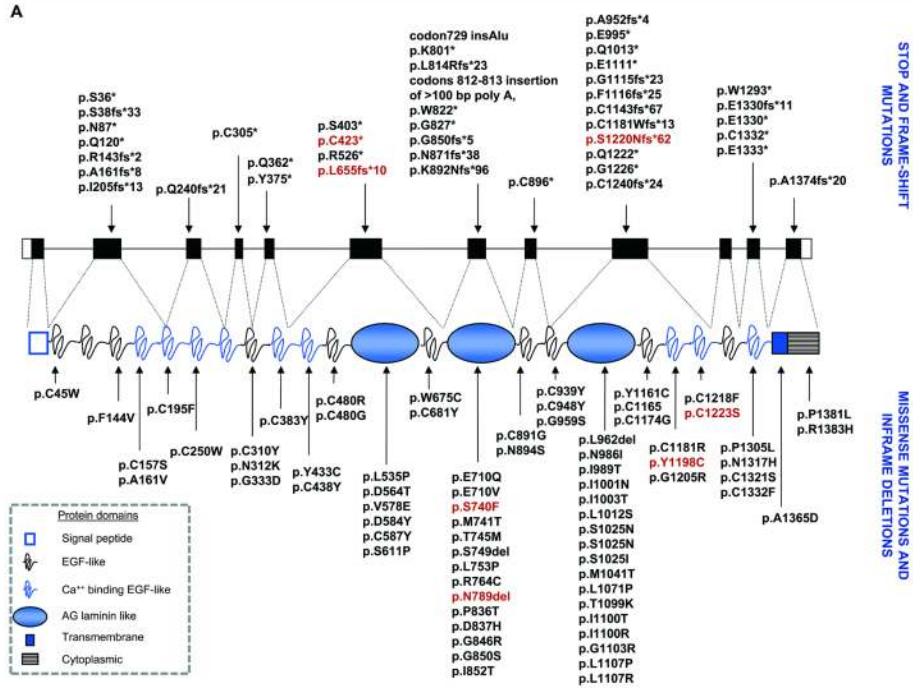 A
p.S36*
p.S38fs*33
p.N87*
p.Q120*
p.R143fs*2
p.A161fs*8
p.I205fs*13
p.Q240fs*21
p.C305*
p.Q362*
p.Y375*
p.S403*
p.C423*
p.R526*
p.L655fs*10
codon729 insAlu
p.K801*
p.L814Rfs*23
codons 812-813 insertion
of >100 bp poly A,
p.W822*
p.G827*
p.G850fs*5
p.N871fs*38
p.K892Nfs*96
p.C896*
p.A952fs*4
p.E995*
p.Q1013*
p.E1111*
p.G1115fs*23
p.F1116fs*25
p.C1143fs*67
p.C1181Wfs*13
p.S1220Nfs*62
p.Q1222*
p.G1226*
p.C1240fs*24
p.W1293*
p.E1330fs*11
p.E1330*
p.C1332*
p.E1333*
p.A1374fs*20
STOP AND FRAME-SHIFT
MUTATIONS
p.C45W
p.F144V
p.C157S
p.A161V
p.C195F
p.C250W
p.C310Y
p.N312K
p.G333D
p.C383Y
p.Y433C
p.C438Y
p.C480R
p.C480G
p.L535P
p.D564T
p.V578E
p.D584Y
p.C587Y
p.S611P
p.W675C
p.C681Y
p.E710Q
p.E710V
p.S740F
p.M741T
p.T745M
p.S749del
p.L753P
p.R764C
p.N789del
p.P836T
p.D837H
p.G846R
p.G850S
p.I852T
p.C891G
p.N894S
p.C939Y
p.C948Y
p.G959S
p.L962del
p.N986I
p.I989T
p.I1001N
p.I1003T
p.L1012S
p.S1025N
p.S1025N
p.S1025I
p.M1041T
p.L1071P
p.T1099K
p.I1100T
p.I1100R
p.G1103R
p.L1107P
p.L1107R
p.Y1161C
p.C1165
p.C1174G
p.C1181R
p.Y1198C
p.G1205R
p.C1218F
p.C1223S
p.P1305L
p.N1317H
p.C1321S
p.C1332F
p.A1365D
p.P1381L
p.R1383H
MISSENSE MUTATIONS AND
INFRAME DELETIONS
Protein domains
Signal peptide
EGF-like
Ca⁺⁺ binding EGF-like
AG laminin like
Transmembrane
Cytoplasmic